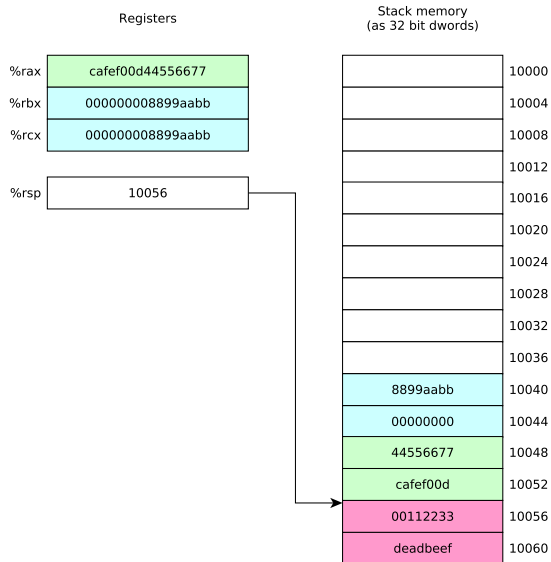 Registers
Stack memory
(as 32 bit dwords)
%rax cafef00d44556677
%rbx 000000008899aabb
%rcx 000000008899aabb
%rsp 10056
10000
10004
10008
10012
10016
10020
10024
10028
10032
10036
8899aabb 10040
00000000 10044
44556677 10048
cafef00d 10052
00112233 10056
deadbeef 10060